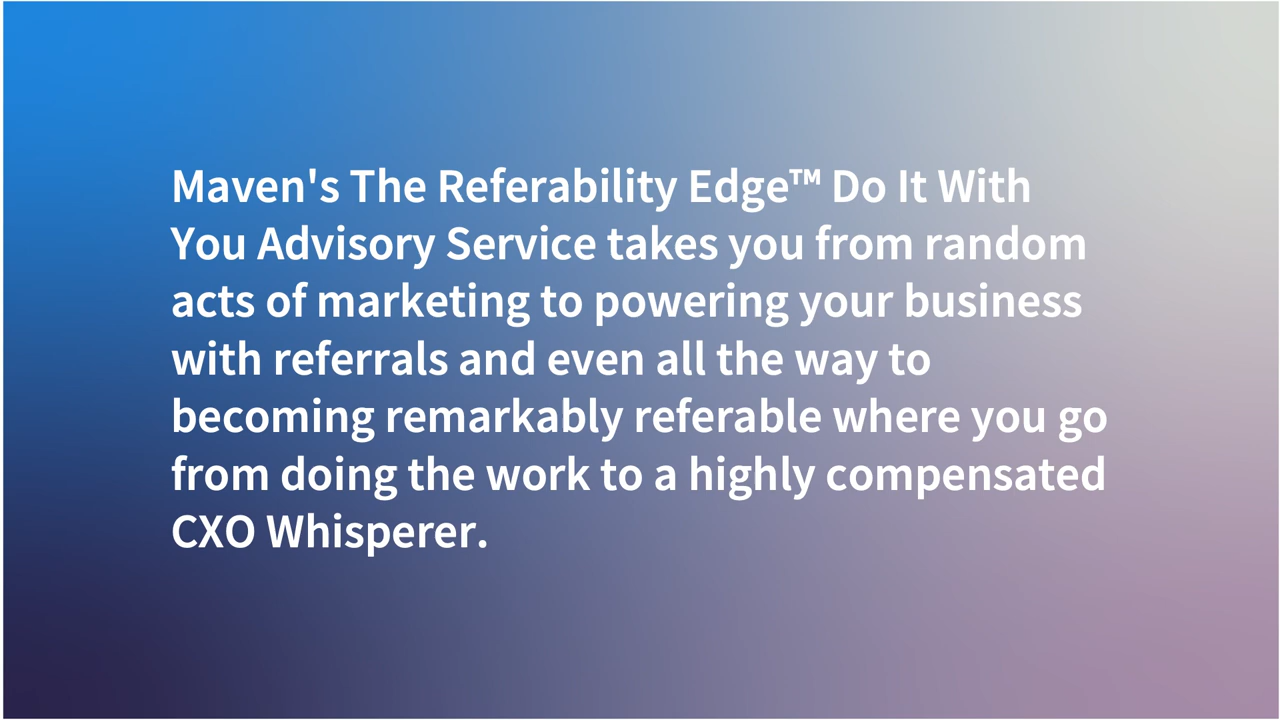 Maven's The Referability Edge™ Do It With
You Advisory Service takes you from random
acts of marketing to powering your business
with referrals and even all the way to
becoming remarkably referable where you go
from doing the work to a highly compensated
CXO Whisperer.